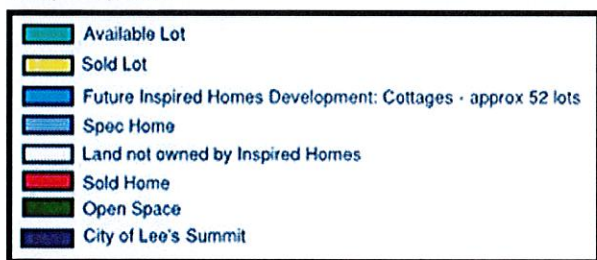 Available Lot
Sold Lot
Future Inspired Homes Development: Cottages - approx 52 lots
Spec Home
Land not owned by Inspired Homes
Sold Home
Open Space
City of Lee's Summit